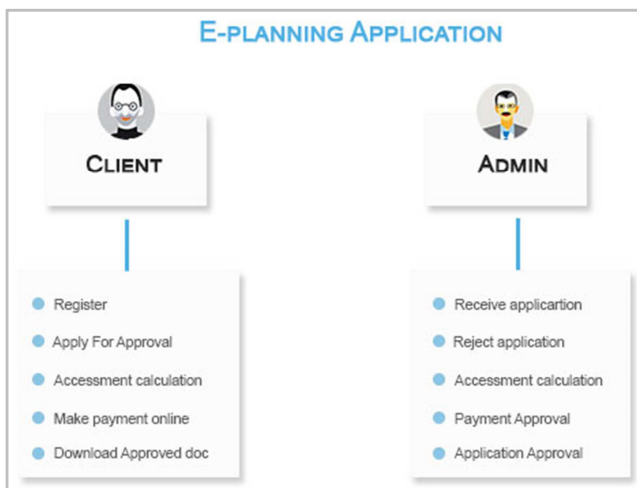 E-PLANNING APPLICATION
CLIENT
Register
Apply For Approval
Accessment calculation
Make payment online
Download Approved doc
ADMIN
Receive applicartion
Reject application
Accessment calculation
Payment Approval
Application Approval